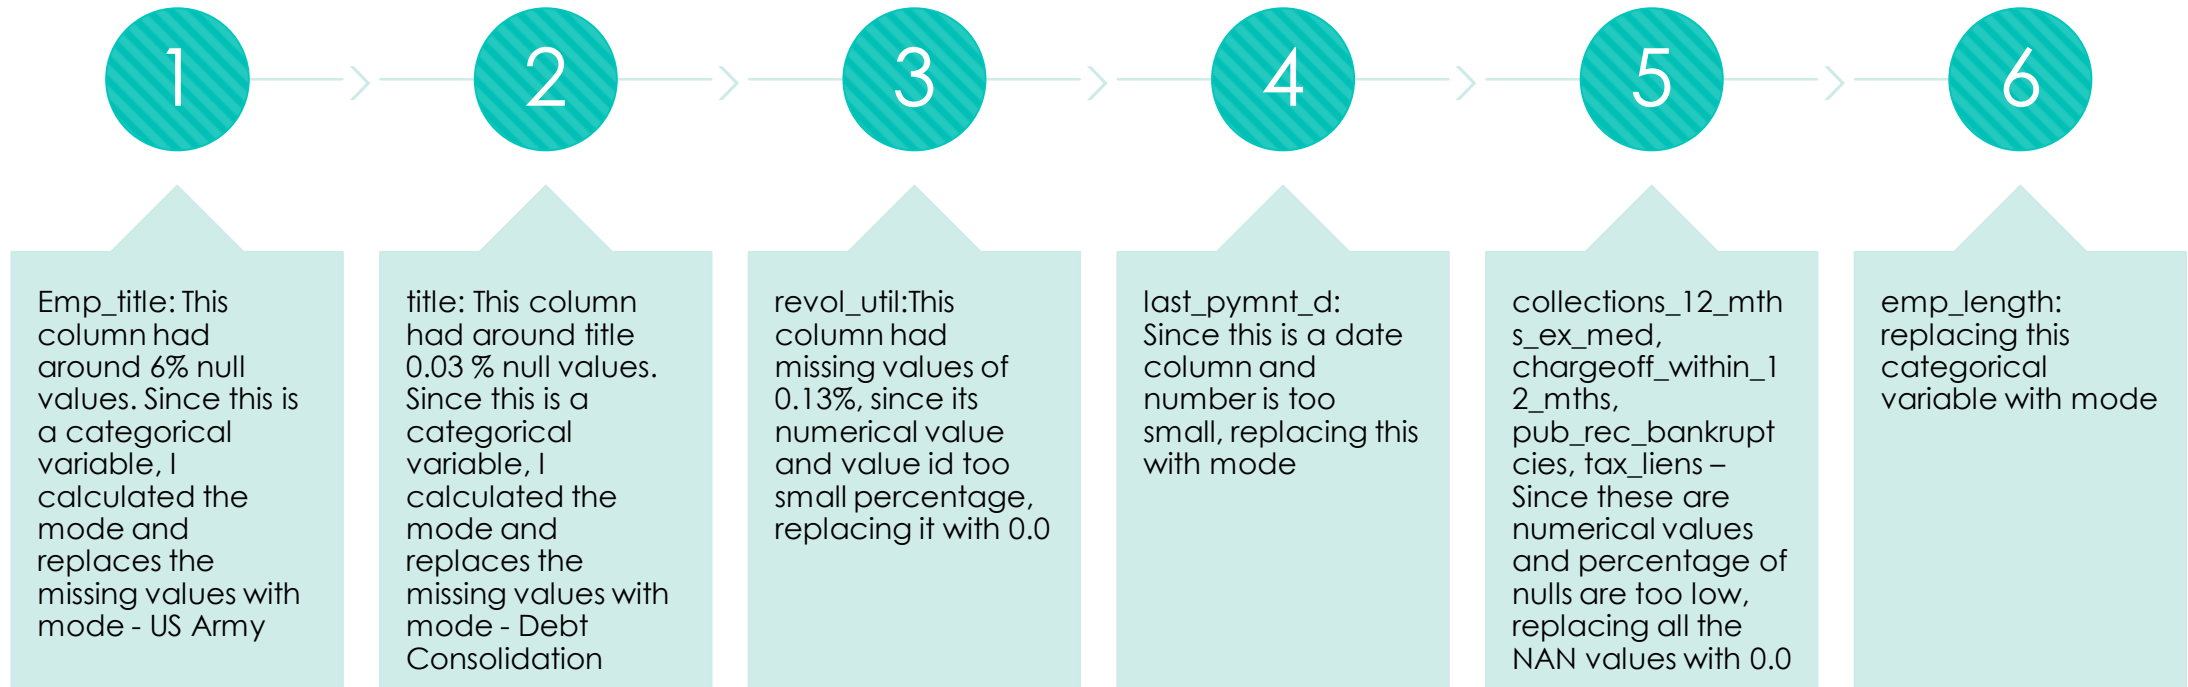 1
2
3
4
5
6
Emp_title: This
column had
around 6% null
values. Since this is
a categorical
variable, I
calculated the
mode and
replaces the
missing values with
mode - US Army
title: This column
had around title
0.03 % null values.
Since this is a
categorical
variable, I
calculated the
mode and
replaces the
missing values with
mode - Debt
Consolidation
revol_util:This
column had
missing values of
0.13%, since its
numerical value
and value id too
small percentage,
replacing it with 0.0
last_pymnt_d:
Since this is a date
column and
number is too
small, replacing this
with mode
collections_12_mth
s_ex_med,
chargeoff_within_1
2_mths,
pub_rec_bankrupt
cies, tax_liens –
Since these are
numerical values
and percentage of
nulls are too low,
replacing all the
NAN values with 0.0
emp_length:
replacing this
categorical
variable with mode